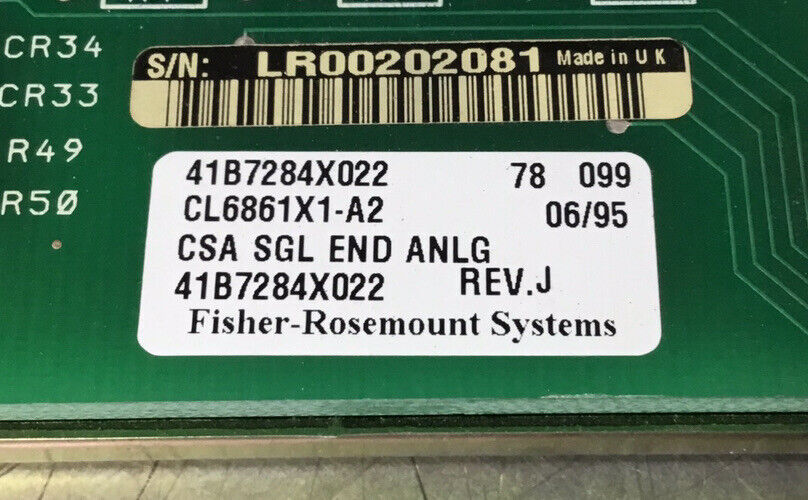 CR34
CR33
R49
R50
S/N: LR00202081 Made in U K
41B7284X022 78 099
CL6861X1-A2 06/95
CSA SGL END ANLG
41B7284X022 REV.J
Fisher-Rosemount Systems